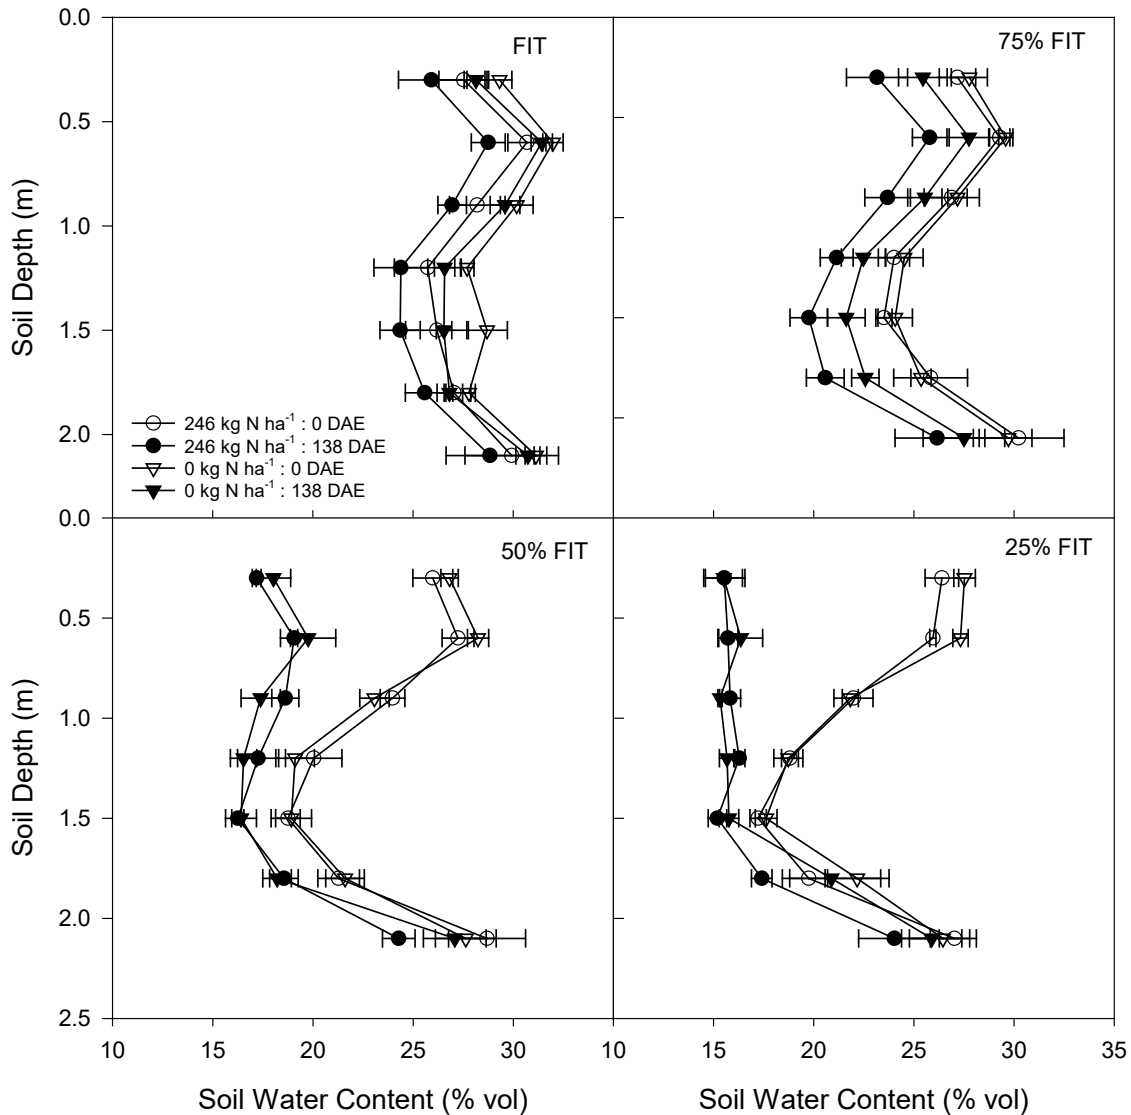 0.0
FIT
75% FIT
0.5
Soil Depth (m)
1.0
1.5
2.0
246 kg N ha⁻¹ : 0 DAE
246 kg N ha⁻¹ : 138 DAE
0 kg N ha⁻¹ : 0 DAE
0 kg N ha⁻¹ : 138 DAE
0.0
50% FIT
25% FIT
0.5
Soil Depth (m)
1.0
1.5
2.0
2.5
10 15 20 25 30 10 15 20 25 30 35
Soil Water Content (% vol) Soil Water Content (% vol)